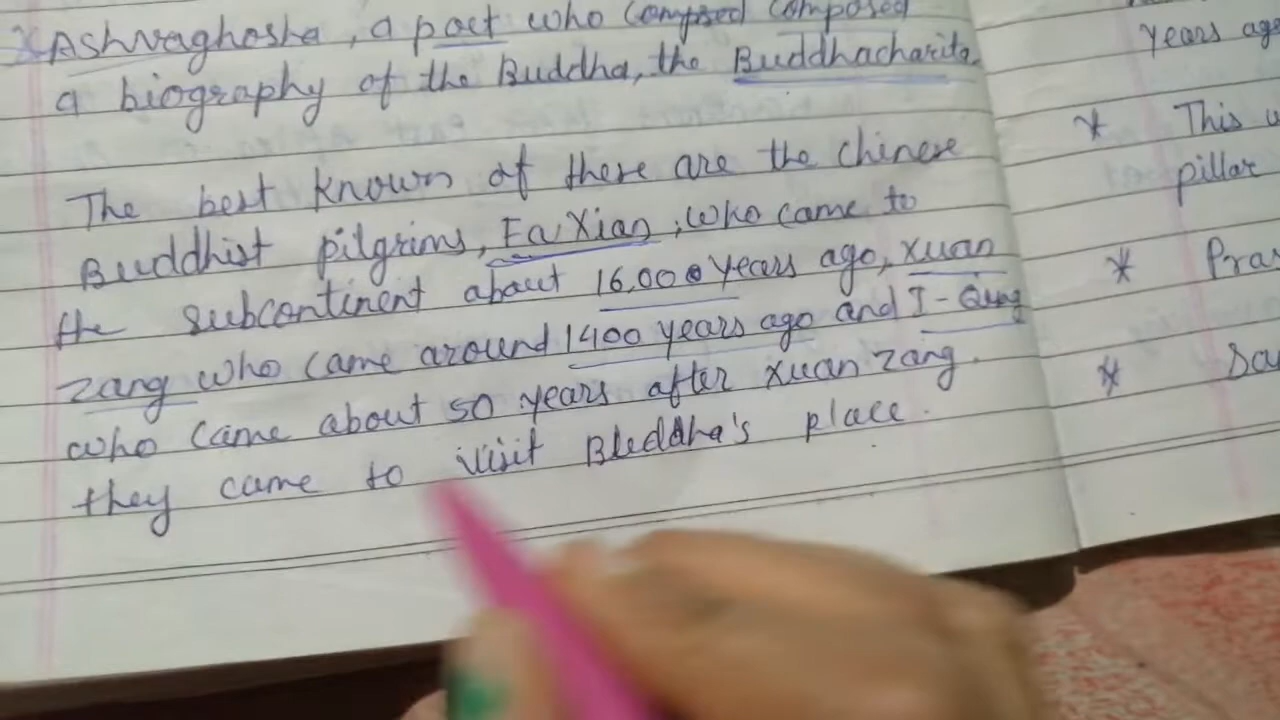 Ashvaghosha, a poet who Compsed Composed
a biography of the Buddha, the Buddhacharita.
The best known of these are the chinese
Buddhist pilgrims, Fa Xian, who came to
the subcontinent about 16,000 years ago, xuan
zang who came around 1400 years ago and I-Qing
who came about 50 years after xuan zang.
they came to visit Buddha's place.
years ago
* This
pillar
*
*